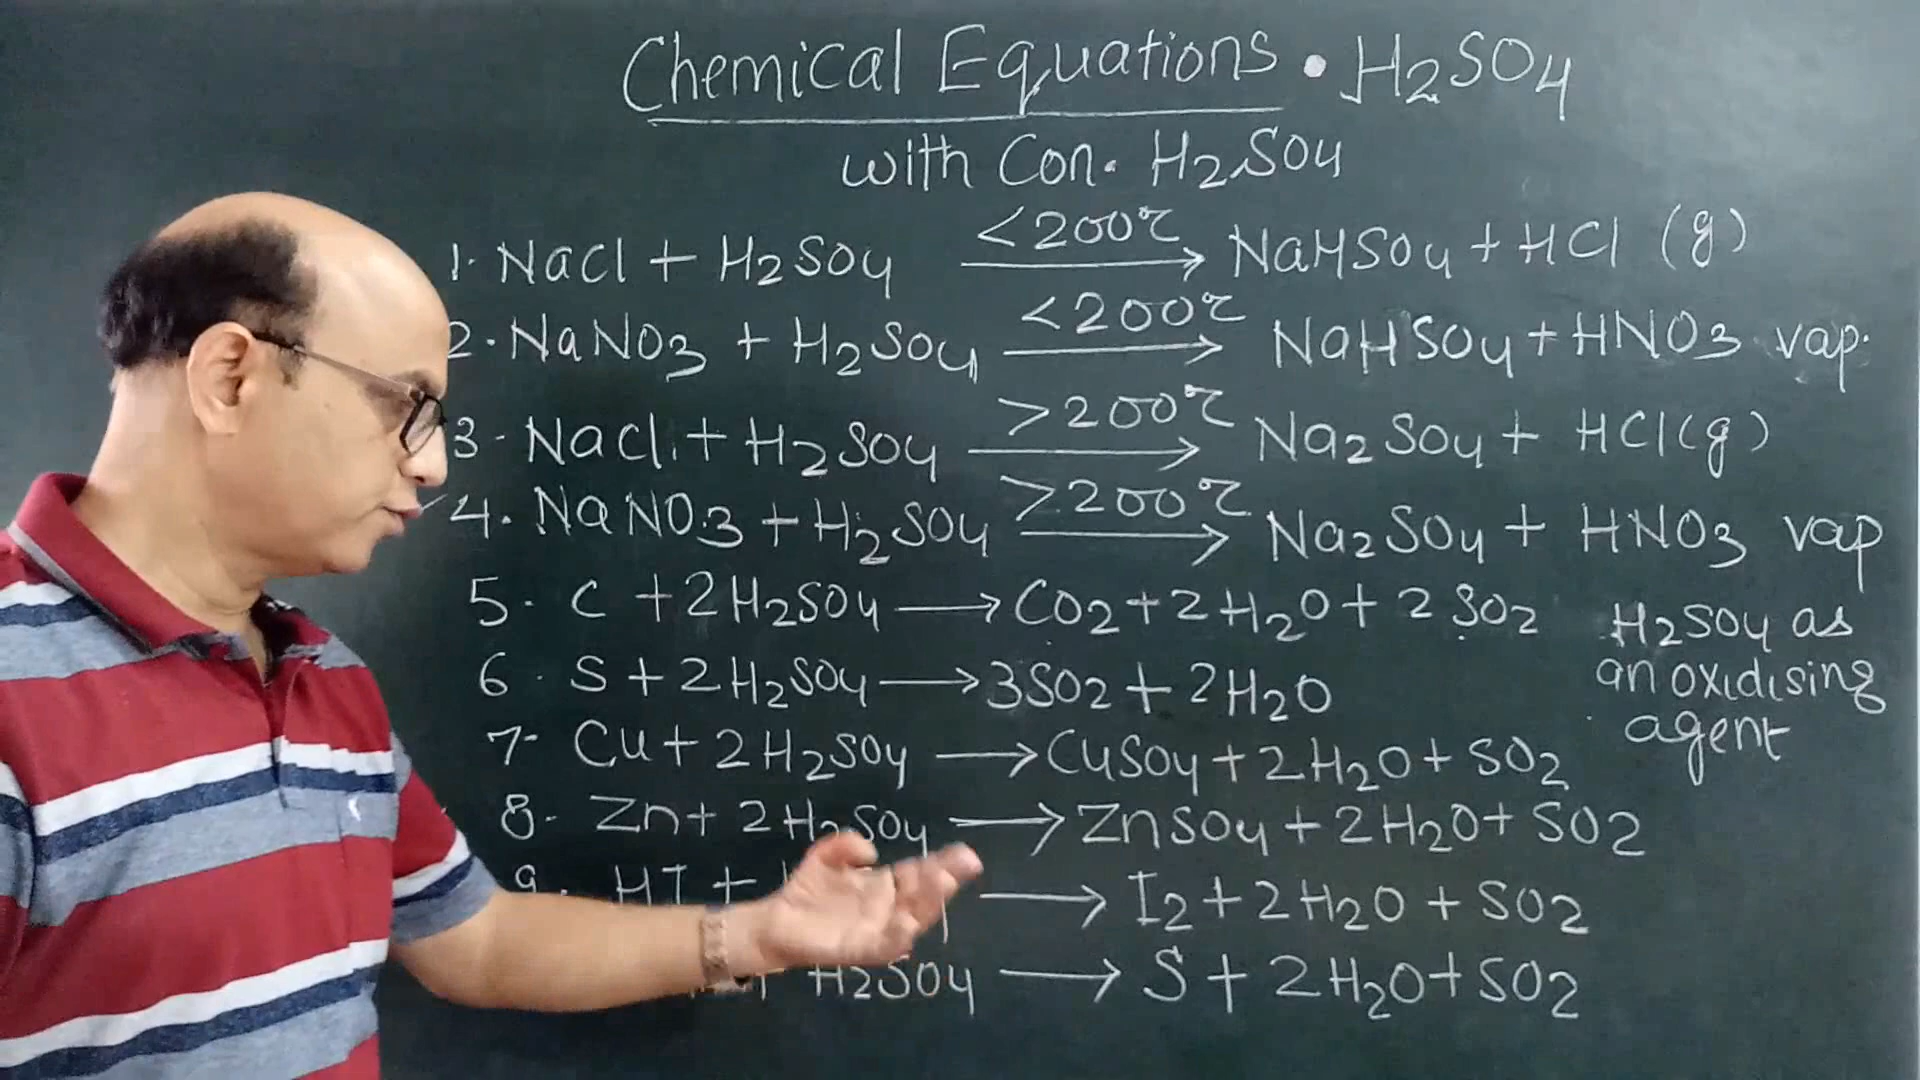 Chemical Equations • H2SO4
with Con. H2SO4
1. NaCl + H2SO4 <200℃ → NaHSO4 + HCl (g)
2. NaNO3 + H2SO4 <200℃ → NaHSO4 + HNO3 vap.
3 - NaCl + H2SO4 >200℃ → Na2SO4 + HCl(g)
4. NaNO3 + H2SO4 >200℃ → Na2SO4 + HNO3 vap
5 - C + 2H2SO4 → CO2 + 2H2O + 2SO2
6 - S + 2H2SO4 → 3SO2 + 2H2O
7 - Cu + 2H2SO4 → CuSO4 + 2H2O + SO2
8 - Zn + 2H2SO4 → ZnSO4 + 2H2O + SO2
9. HI + → I2 + 2H2O + SO2
H2SO4 → S + 2H2O + SO2
H2SO4 as
an oxidising
agent